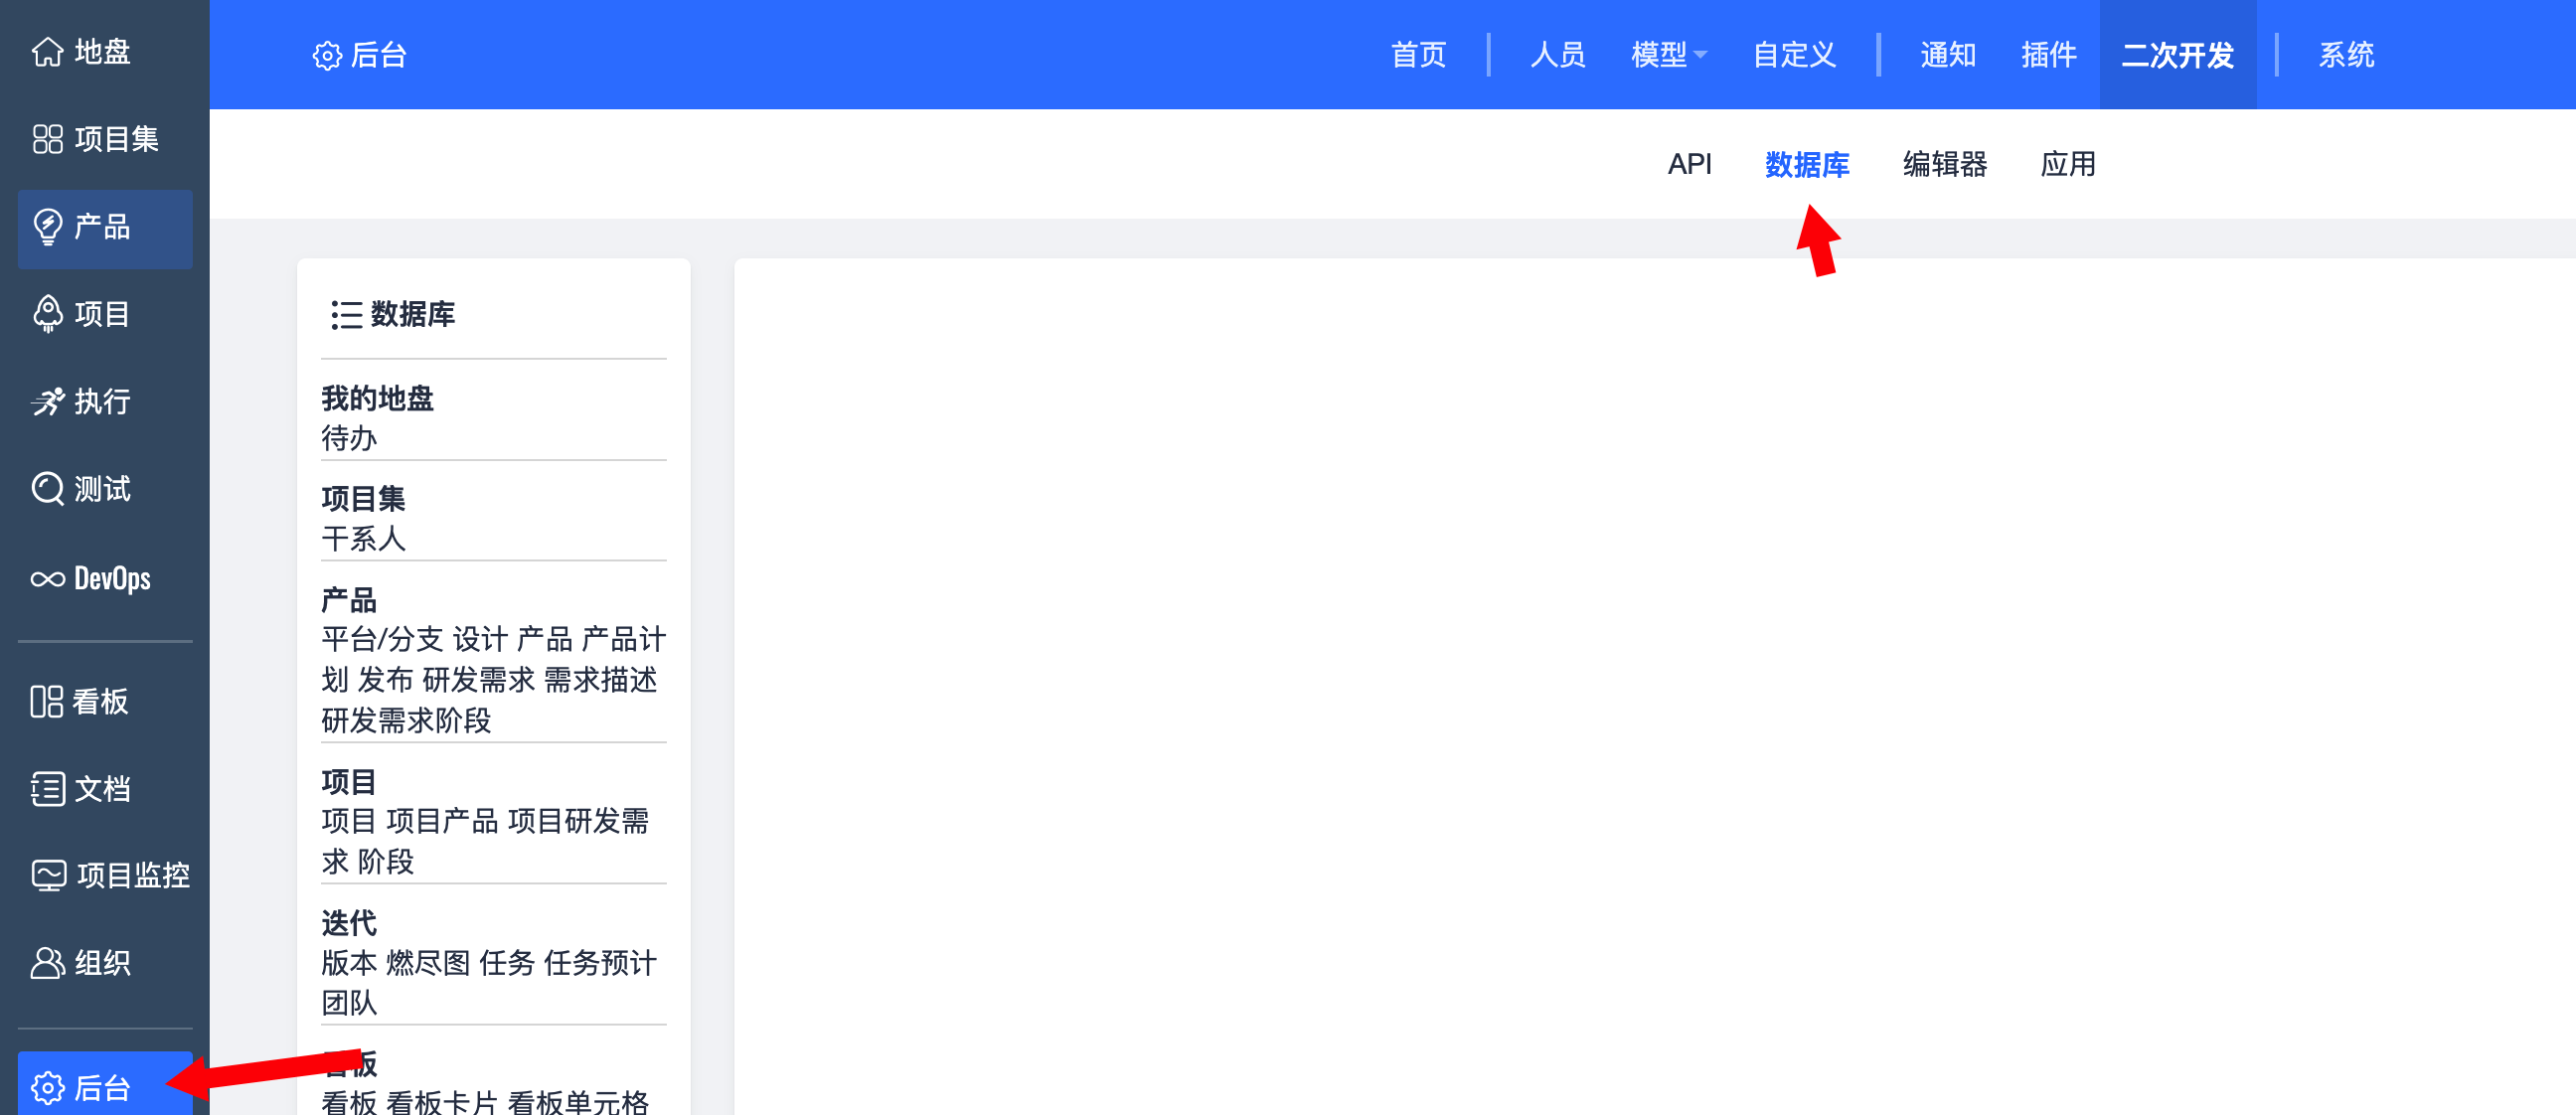 地盘
项目集
产品
项目
执行
测试
DevOps
看板
文档
项目监控
组织
后台
后台
首页 人员 模型 自定义 通知 插件 二次开发 系统
API 数据库 编辑器 应用
数据库
我的地盘
待办
项目集
干系人
产品
平台/分支 设计 产品 产品计
划 发布 研发需求 需求描述
研发需求阶段
项目
项目 项目产品 项目研发需
求 阶段
迭代
版本 燃尽图 任务 任务预计
团队
看板
看板 看板卡片 看板单元格